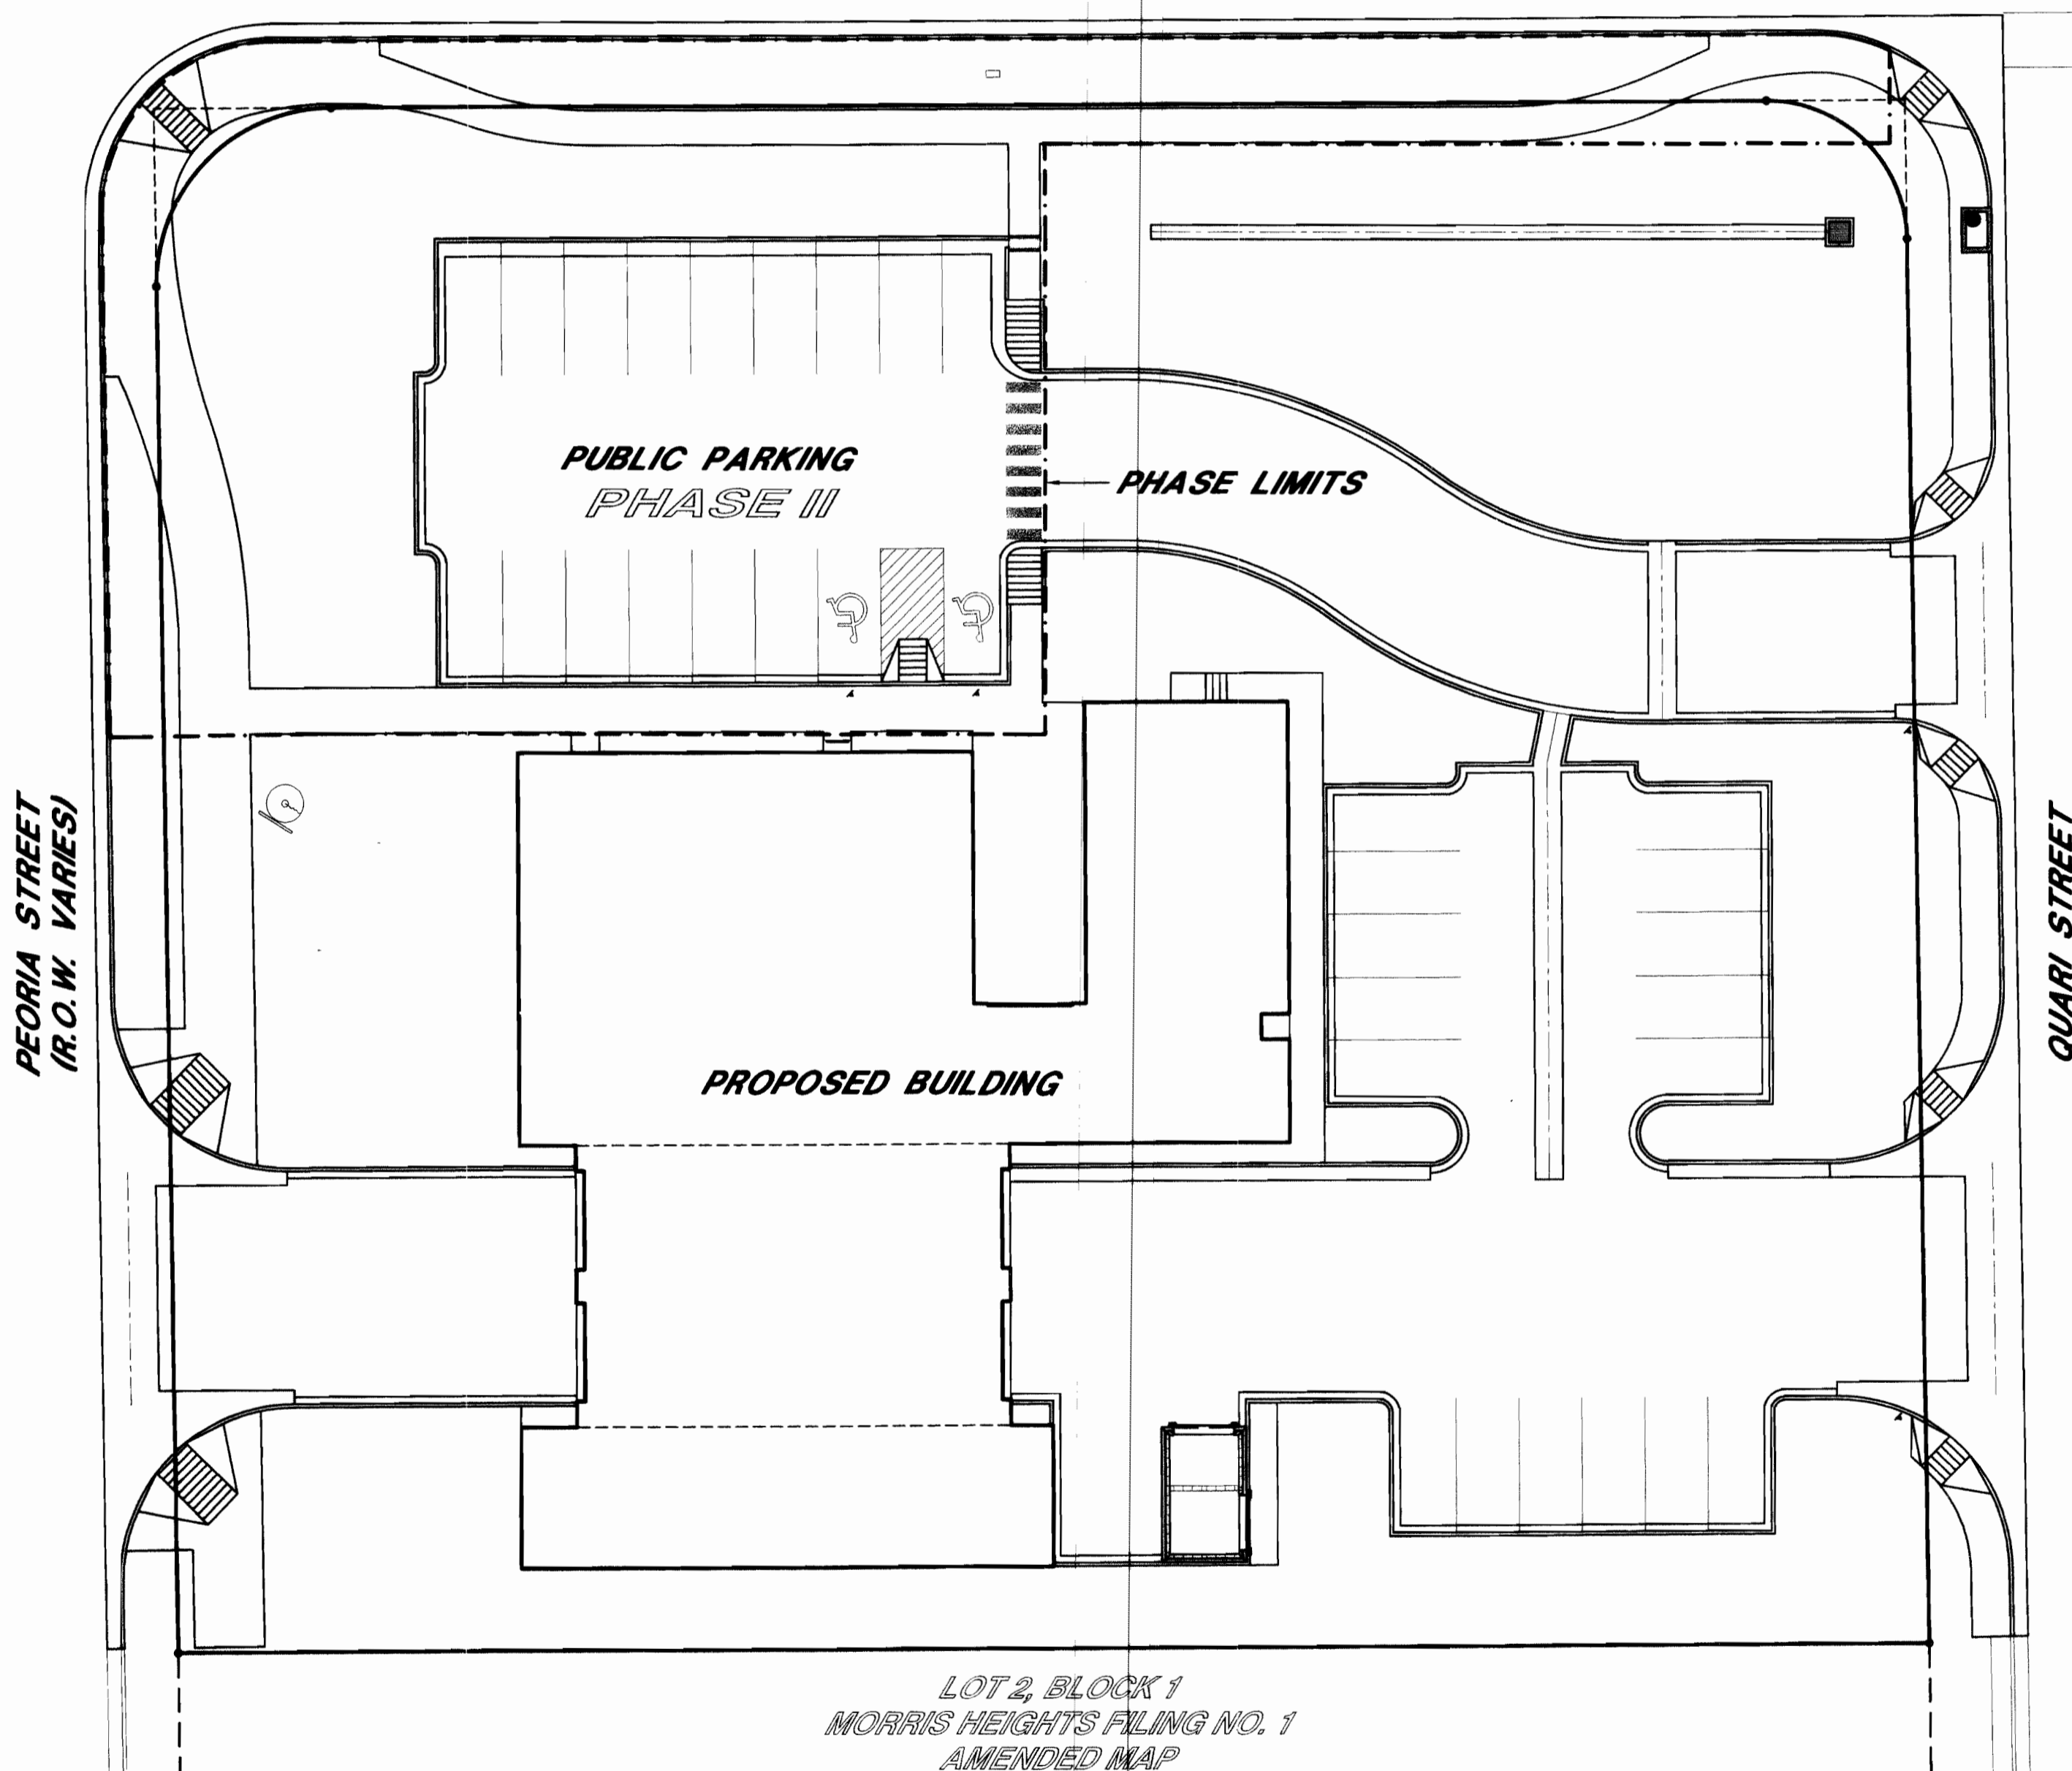 PUBLIC PARKING
PHASE II
PHASE LIMITS
PEORIA STREET
(R.O.W. VARIES)
QUARI STREET
PROPOSED BUILDING
LOT 2, BLOCK 1
MORRIS HEIGHTS FILING NO. 1
AMENDED MAP